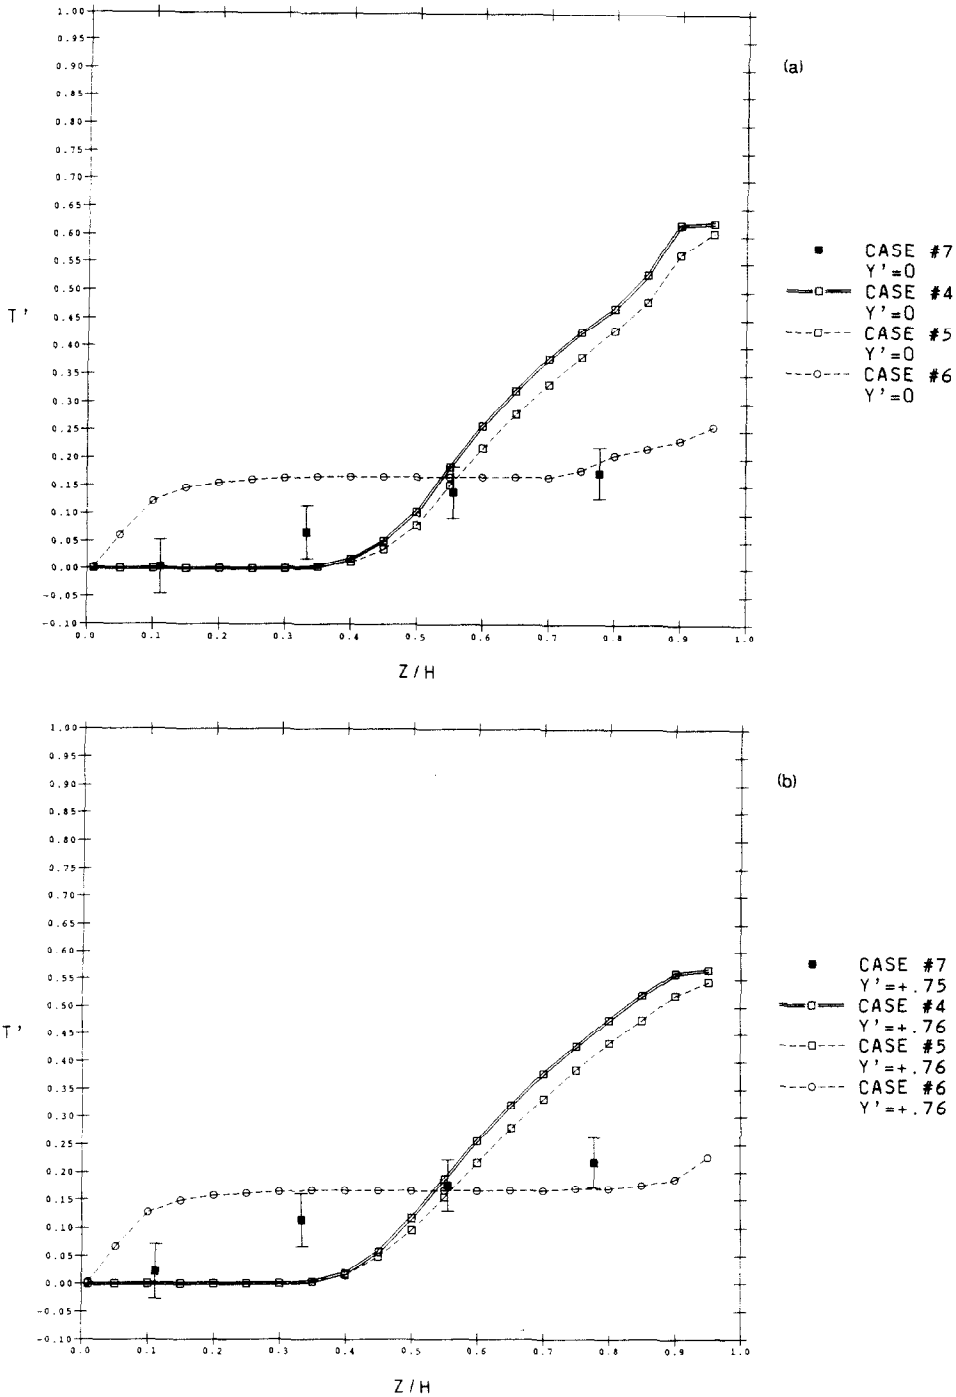 1.00
0.95
0.90
0.85
0.80
0.75
0.70
0.65
0.60
0.55
0.50
0.45
0.40
0.35
0.30
0.25
0.20
0.15
0.10
0.05
0.00
-0.05
-0.10
T'
0.0 0.1 0.2 0.3 0.4 0.5 0.6 0.7 0.8 0.9 1.0
Z/H
(a)
CASE #7
Y'=0
CASE #4
Y'=0
CASE #5
Y'=0
CASE #6
Y'=0
1.00
0.95
0.90
0.85
0.80
0.75
0.70
0.65
0.60
0.55
0.50
0.45
0.40
0.35
0.30
0.25
0.20
0.15
0.10
0.05
0.00
-0.05
-0.10
T'
0.0 0.1 0.2 0.3 0.4 0.5 0.6 0.7 0.8 0.9 1.0
Z/H
(b)
CASE #7
Y'=+.75
CASE #4
Y'=+.76
CASE #5
Y'=+.76
CASE #6
Y'=+.76